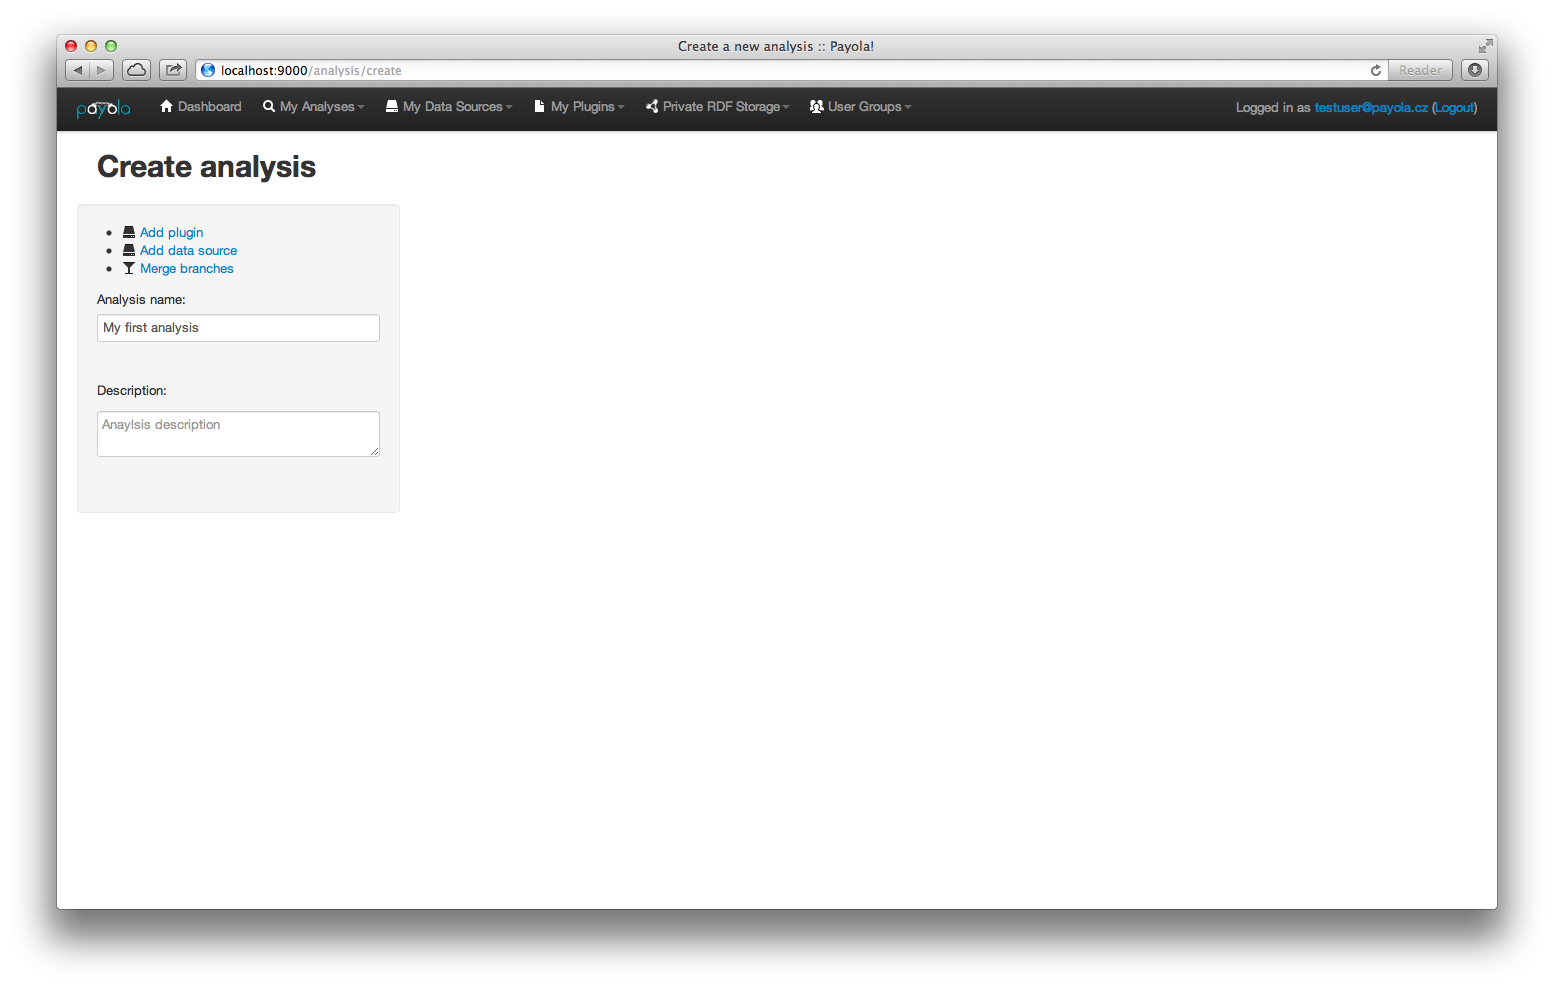 Create a new analysis :: Payola!
localhost:9000/analysis/create
Reader
payola
Dashboard
My Analyses
My Data Sources
My Plugins
Private RDF Storage
User Groups
Logged in as testuser@payola.cz (Logout)
Create analysis
Add plugin
Add data source
Merge branches
Analysis name:
My first analysis
Description:
Anaylsis description